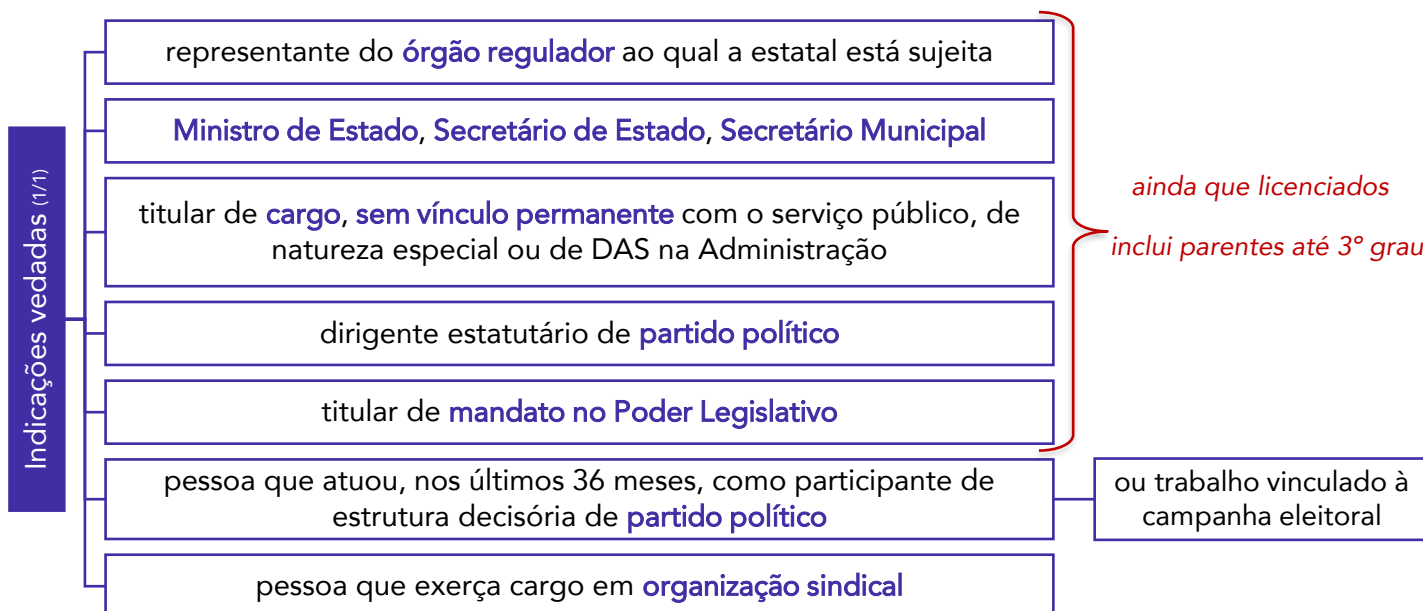 Indicações vedadas (1/1)
representante do órgão regulador ao qual a estatal está sujeita
Ministro de Estado, Secretário de Estado, Secretário Municipal
titular de cargo, sem vínculo permanente com o serviço público, de
natureza especial ou de DAS na Administração
dirigente estatutário de partido político
titular de mandato no Poder Legislativo
ainda que licenciados
inclui parentes até 3º grau
pessoa que atuou, nos últimos 36 meses, como participante de
estrutura decisória de partido político
ou trabalho vinculado à
campanha eleitoral
pessoa que exerça cargo em organização sindical